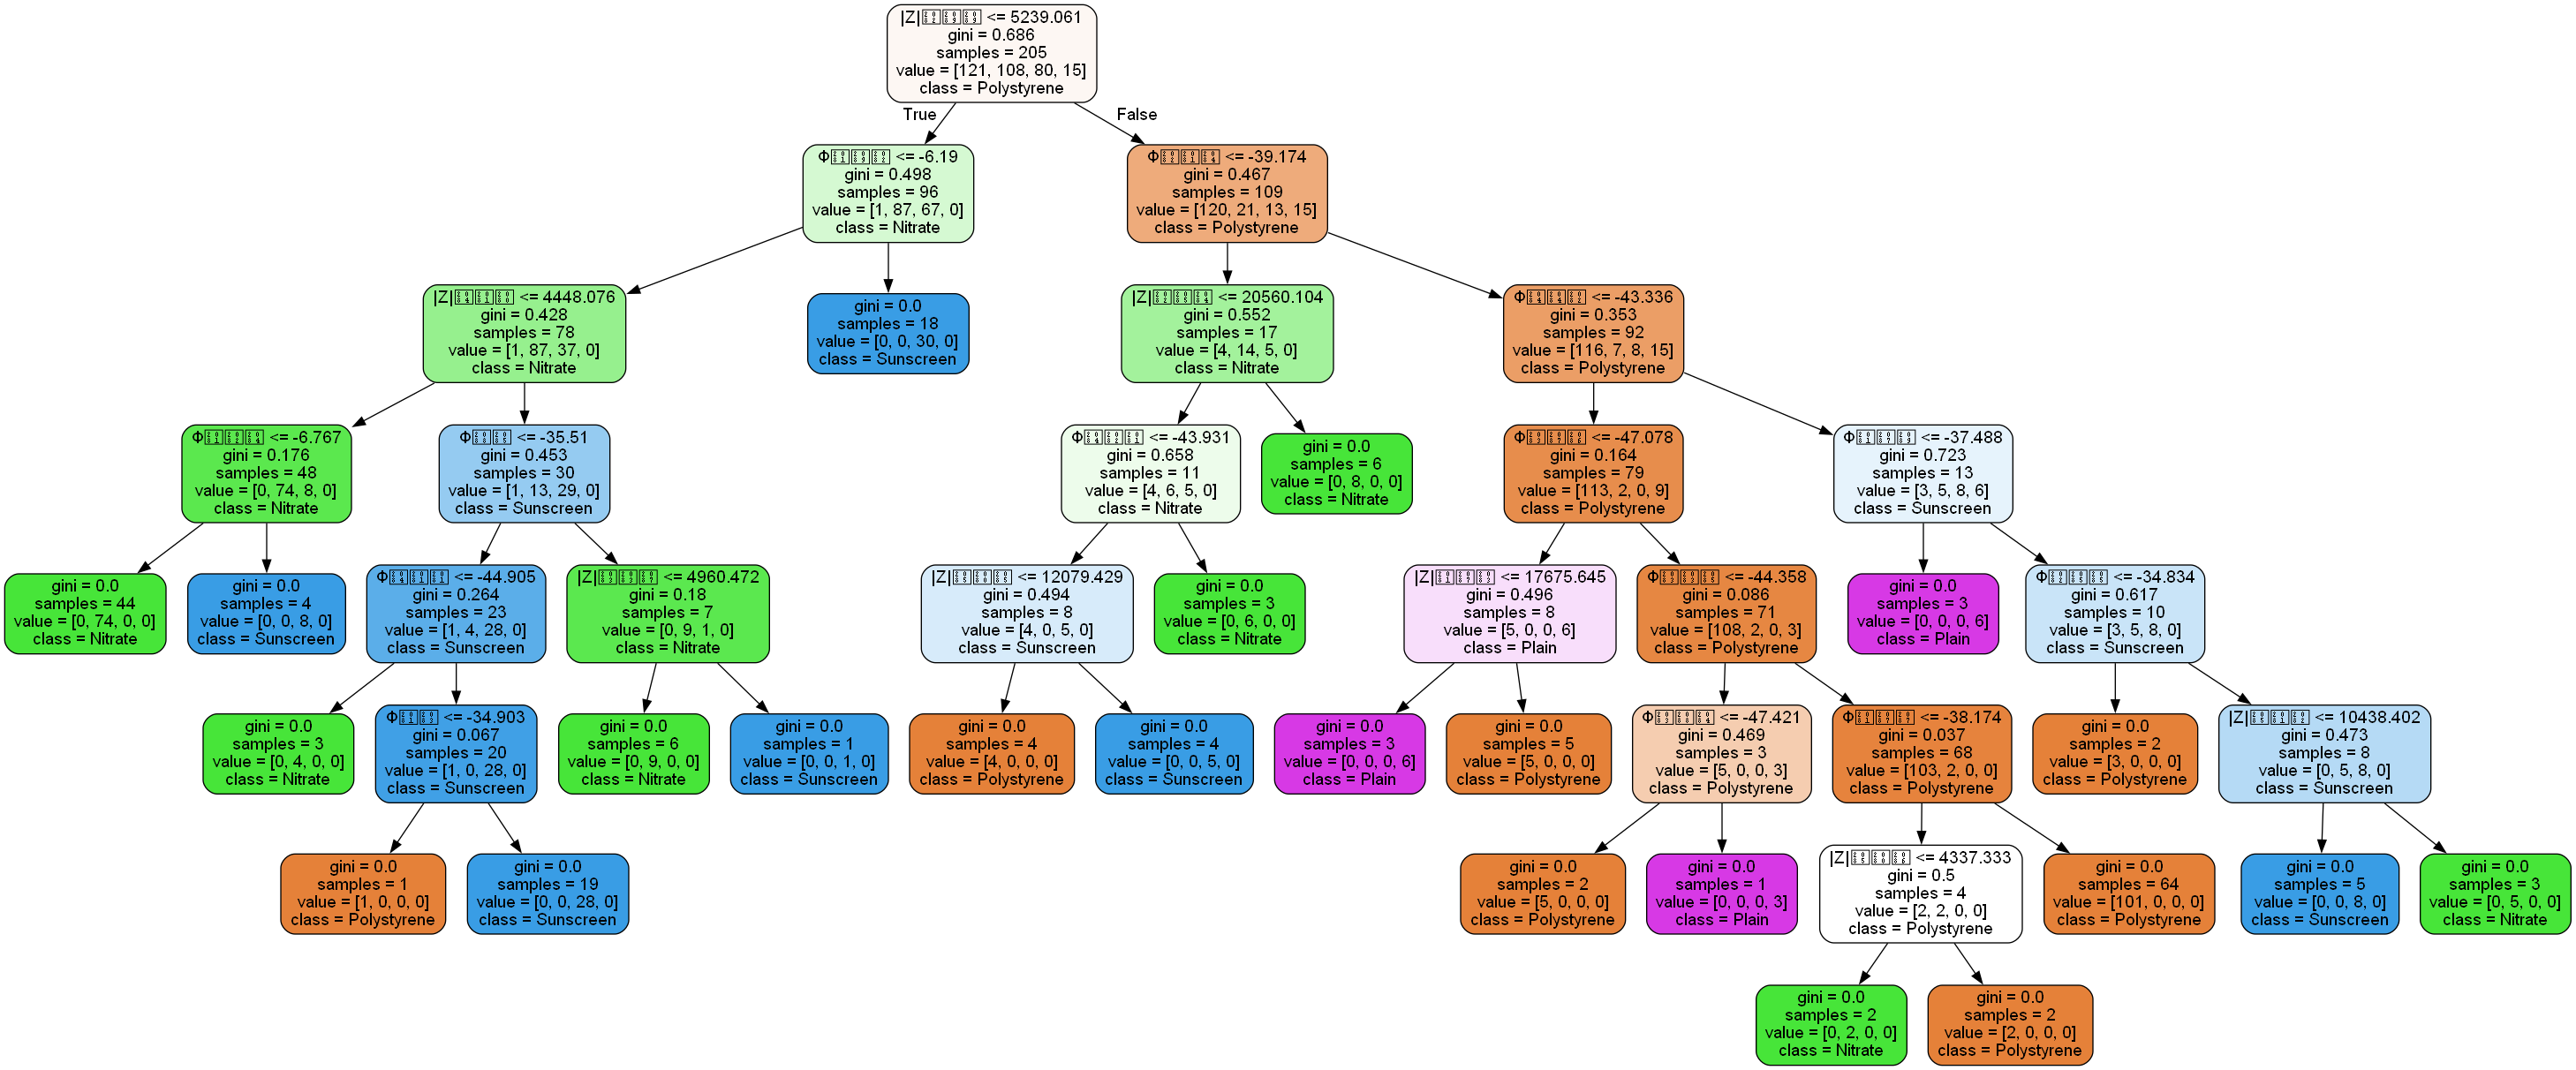 |Z| <= 5239.061
gini = 0.686
samples = 205
value = [121, 108, 80, 15]
class = Polystyrene
True
False
Φ <= -6.19
gini = 0.498
samples = 96
value = [1, 87, 67, 0]
class = Nitrate
Φ <= -39.174
gini = 0.467
samples = 109
value = [120, 21, 13, 15]
class = Polystyrene
|Z| <= 4448.076
gini = 0.428
samples = 78
value = [1, 87, 37, 0]
class = Nitrate
gini = 0.0
samples = 18
value = [0, 0, 30, 0]
class = Sunscreen
|Z| <= 20560.104
gini = 0.552
samples = 17
value = [4, 14, 5, 0]
class = Nitrate
Φ <= -43.336
gini = 0.353
samples = 92
value = [116, 7, 8, 15]
class = Polystyrene
Φ <= -6.767
gini = 0.176
samples = 48
value = [0, 74, 8, 0]
class = Nitrate
Φ <= -35.51
gini = 0.453
samples = 30
value = [1, 13, 29, 0]
class = Sunscreen
Φ <= -43.931
gini = 0.658
samples = 11
value = [4, 6, 5, 0]
class = Nitrate
gini = 0.0
samples = 6
value = [0, 8, 0, 0]
class = Nitrate
Φ <= -47.078
gini = 0.164
samples = 79
value = [113, 2, 0, 9]
class = Polystyrene
Φ <= -37.488
gini = 0.723
samples = 13
value = [3, 5, 8, 6]
class = Sunscreen
gini = 0.0
samples = 44
value = [0, 74, 0, 0]
class = Nitrate
gini = 0.0
samples = 4
value = [0, 0, 8, 0]
class = Sunscreen
Φ <= -44.905
gini = 0.264
samples = 23
value = [1, 4, 28, 0]
class = Sunscreen
|Z| <= 4960.472
gini = 0.18
samples = 7
value = [0, 9, 1, 0]
class = Nitrate
|Z| <= 12079.429
gini = 0.494
samples = 8
value = [4, 0, 5, 0]
class = Sunscreen
gini = 0.0
samples = 3
value = [0, 6, 0, 0]
class = Nitrate
|Z| <= 17675.645
gini = 0.496
samples = 8
value = [5, 0, 0, 6]
class = Plain
Φ <= -44.358
gini = 0.086
samples = 71
value = [108, 2, 0, 3]
class = Polystyrene
gini = 0.0
samples = 3
value = [0, 0, 0, 6]
class = Plain
Φ <= -34.834
gini = 0.617
samples = 10
value = [3, 5, 8, 0]
class = Sunscreen
gini = 0.0
samples = 3
value = [0, 4, 0, 0]
class = Nitrate
Φ <= -34.903
gini = 0.067
samples = 20
value = [1, 0, 28, 0]
class = Sunscreen
gini = 0.0
samples = 6
value = [0, 9, 0, 0]
class = Nitrate
gini = 0.0
samples = 1
value = [0, 0, 1, 0]
class = Sunscreen
gini = 0.0
samples = 4
value = [4, 0, 0, 0]
class = Polystyrene
gini = 0.0
samples = 4
value = [0, 0, 5, 0]
class = Sunscreen
gini = 0.0
samples = 3
value = [0, 0, 0, 6]
class = Plain
gini = 0.0
samples = 5
value = [5, 0, 0, 0]
class = Polystyrene
Φ <= -47.421
gini = 0.469
samples = 3
value = [5, 0, 0, 3]
class = Polystyrene
Φ <= -38.174
gini = 0.037
samples = 68
value = [103, 2, 0, 0]
class = Polystyrene
gini = 0.0
samples = 2
value = [3, 0, 0, 0]
class = Polystyrene
|Z| <= 10438.402
gini = 0.473
samples = 8
value = [0, 5, 8, 0]
class = Sunscreen
gini = 0.0
samples = 1
value = [1, 0, 0, 0]
class = Polystyrene
gini = 0.0
samples = 19
value = [0, 0, 28, 0]
class = Sunscreen
gini = 0.0
samples = 2
value = [5, 0, 0, 0]
class = Polystyrene
gini = 0.0
samples = 1
value = [0, 0, 0, 3]
class = Plain
|Z| <= 4337.333
gini = 0.5
samples = 4
value = [2, 2, 0, 0]
class = Polystyrene
gini = 0.0
samples = 64
value = [101, 0, 0, 0]
class = Polystyrene
gini = 0.0
samples = 5
value = [0, 0, 8, 0]
class = Sunscreen
gini = 0.0
samples = 3
value = [0, 5, 0, 0]
class = Nitrate
gini = 0.0
samples = 2
value = [0, 2, 0, 0]
class = Nitrate
gini = 0.0
samples = 2
value = [2, 0, 0, 0]
class = Polystyrene